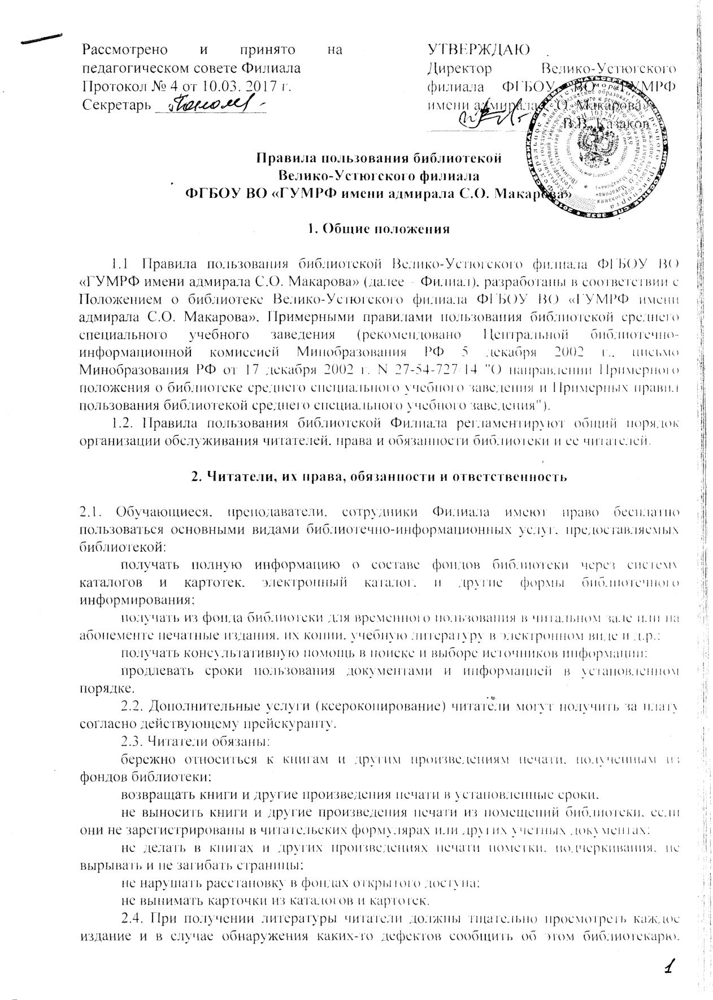 Рассмотрено и принято на
педагогическом совете Филиала
Протокол № 4 от 10.03. 2017 г.
Секретарь
УТВЕРЖДАЮ
Директор Велико-Устюгского
филиала ФГБОУ ВО «ГУМРФ
имени адмирала С.О. Макарова»
В.В. Казаков
Правила пользования библиотекой
Велико-Устюгского филиала
ФГБОУ ВО «ГУМРФ имени адмирала С.О. Макарова»
1. Общие положения
1.1 Правила пользования библиотекой Велико-Устюгского филиала ФГБОУ ВО
«ГУМРФ имени адмирала С.О. Макарова» (далее - Филиал), разработаны в соответствии с
Положением о библиотеке Велико-Устюгского филиала ФГБОУ ВО «ГУМРФ имени
адмирала С.О. Макарова», Примерными правилами пользования библиотекой среднего
специального учебного заведения (рекомендовано Центральной библиотечно-
информационной комиссией Минобразования РФ 5 декабря 2002 г., письмо
Минобразования РФ от 17 декабря 2002 г. N 27-54-727/14 "О направлении Примерного
положения о библиотеке среднего специального учебного заведения и Примерных правил
пользования библиотекой среднего специального учебного заведения").
1.2. Правила пользования библиотекой Филиала регламентируют общий порядок
организации обслуживания читателей, права и обязанности библиотеки и ее читателей.
2. Читатели, их права, обязанности и ответственность
2.1. Обучающиеся, преподаватели, сотрудники Филиала имеют право бесплатно
пользоваться основными видами библиотечно-информационных услуг, предоставляемых
библиотекой:
получать полную информацию о составе фондов библиотеки через систему
каталогов и картотек, электронный каталог, и другие формы библиотечного
информирования;
получать из фонда библиотеки для временного пользования в читальном зале или на
абонементе печатные издания, их копии, учебную литературу в электронном виде и д.р.;
получать консультативную помощь в поиске и выборе источников информации;
продлевать сроки пользования документами и информацией в установленном
порядке.
2.2. Дополнительные услуги (ксерокопирование) читатели могут получить за плату
согласно действующему прейскуранту.
2.3. Читатели обязаны:
бережно относиться к книгам и другим произведениям печати, полученным из
фондов библиотеки;
возвращать книги и другие произведения печати в установленные сроки.
не выносить книги и другие произведения печати из помещений библиотеки, если
они не зарегистрированы в читательских формулярах или других учетных документах;
не делать в книгах и других произведениях печати пометки, подчеркивания, не
вырывать и не загибать страницы;
не нарушать расстановку в фондах открытого доступа;
не вынимать карточки из каталогов и картотек.
2.4. При получении литературы читатели должны тщательно просмотреть каждое
издание и в случае обнаружения каких-то дефектов сообщить об этом библиотекарю.
1